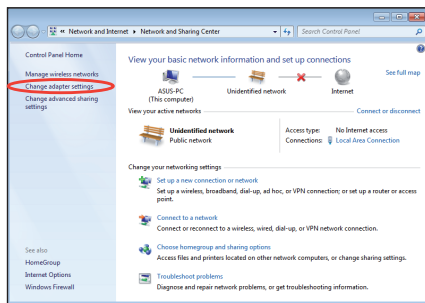 « Network and Internet ▸ Network and Sharing Center
Search Control Panel
Control Panel Home
Manage wireless networks
Change adapter settings
Change advanced sharing
settings
See also
HomeGroup
Internet Options
Windows Firewall
View your basic network information and set up connections
See full map
ASUS-PC
(This computer)
Unidentified network
Internet
View your active networks
Connect or disconnect
Unidentified network
Public network
Access type: No Internet access
Connections: Local Area Connection
Change your networking settings
Set up a new connection or network
Set up a wireless, broadband, dial-up, ad hoc, or VPN connection; or set up a router or access
point.
Connect to a network
Connect or reconnect to a wireless, wired, dial-up, or VPN network connection.
Choose homegroup and sharing options
Access files and printers located on other network computers, or change sharing settings.
Troubleshoot problems
Diagnose and repair network problems, or get troubleshooting information.